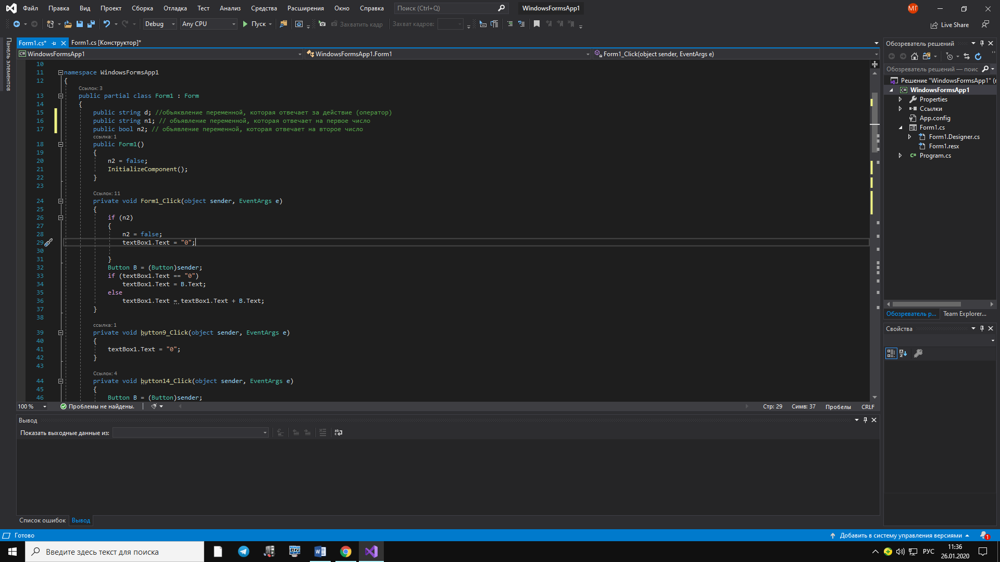 Файл Правка Вид Проект Сборка Отладка Тест Анализ Средства Расширения Окно Справка Поиск (Ctrl+Q) WindowsFormsApp1 МГ
Debug Any CPU Пуск Захватить кадр Захват кадров: Live Share
Панель элементов
Form1.cs* Form1.cs [Конструктор]*
WindowsFormsApp1 WindowsFormsApp1.Form1 Form1_Click(object sender, EventArgs e)
10
11 namespace WindowsFormsApp1
12 {
Ссылок: 3
13 public partial class Form1 : Form
14 {
15 public string d; //объяквление переменной, которая отвечает за действие (оператор)
16 public string n1; // объявление переменной, которая отвечает на первое число
17 public bool n2; // объявление переменной, которая отвечает на второе число
ссылка: 1
18 public Form1()
19 {
20 n2 = false;
21 InitializeComponent();
22 }
23
Ссылок: 11
24 private void Form1_Click(object sender, EventArgs e)
25 {
26 if (n2)
27 {
28 n2 = false;
29 textBox1.Text = "0";
30
31 }
32 Button B = (Button)sender;
33 if (textBox1.Text == "0")
34 textBox1.Text = B.Text;
35 else
36 textBox1.Text = textBox1.Text + B.Text;
37 }
38
ссылка: 1
39 private void button9_Click(object sender, EventArgs e)
40 {
41 textBox1.Text = "0";
42 }
43
Ссылок: 4
44 private void button14_Click(object sender, EventArgs e)
45 {
46 Button B = (Button)sender;
100 % Проблемы не найдены. Стр: 29 Симв: 37 Пробелы CRLF
Вывод
Показать выходные данные из:
Список ошибок Вывод
Обозреватель решений
Обозреватель решений — поис
Решение "WindowsFormsApp1" (
WindowsFormsApp1
Properties
Ссылки
App.config
Form1.cs
Form1.Designer.cs
Form1.resx
Program.cs
Обозреватель р... Team Explorer...
Свойства
Готово Добавить в систему управления версиями 1
Введите здесь текст для поиска РУС 11:36
26.01.2020